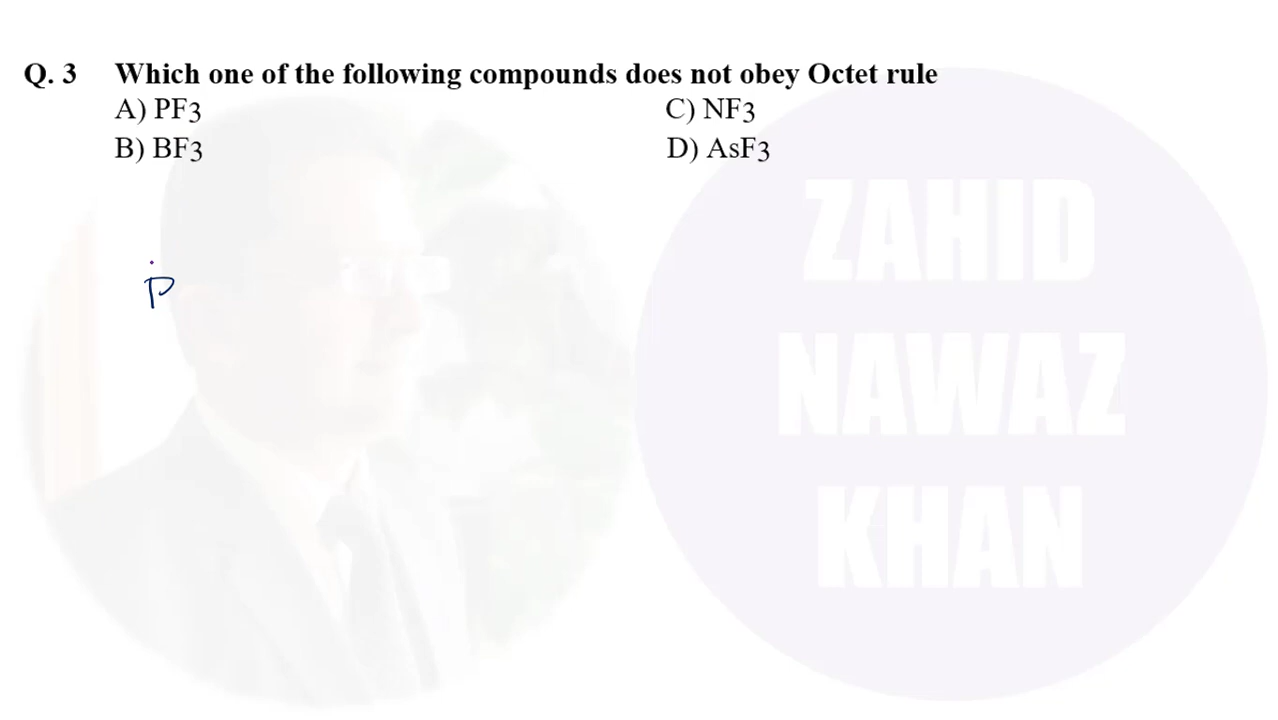 Q. 3 Which one of the following compounds does not obey Octet rule
A) PF3 C) NF3
B) BF3 D) AsF3
P
ZAHID
NAWAZ
KHAN